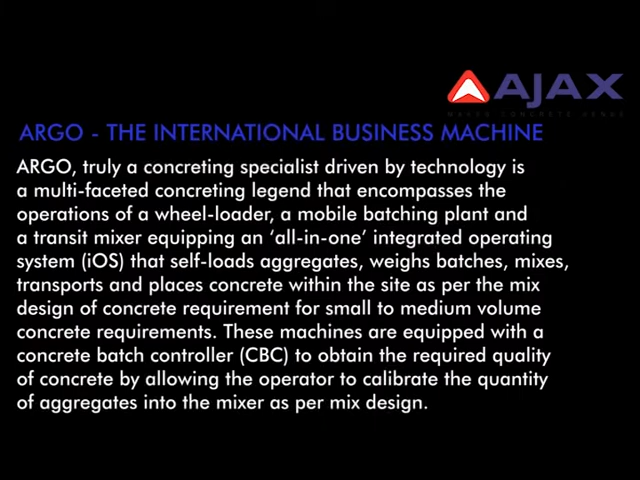 AJAX
MAKES CONCRETE SENSE
ARGO - THE INTERNATIONAL BUSINESS MACHINE
ARGO, truly a concreting specialist driven by technology is
a multi-faceted concreting legend that encompasses the
operations of a wheel-loader, a mobile batching plant and
a transit mixer equipping an ‘all-in-one’ integrated operating
system (iOS) that self-loads aggregates, weighs batches, mixes,
transports and places concrete within the site as per the mix
design of concrete requirement for small to medium volume
concrete requirements. These machines are equipped with a
concrete batch controller (CBC) to obtain the required quality
of concrete by allowing the operator to calibrate the quantity
of aggregates into the mixer as per mix design.